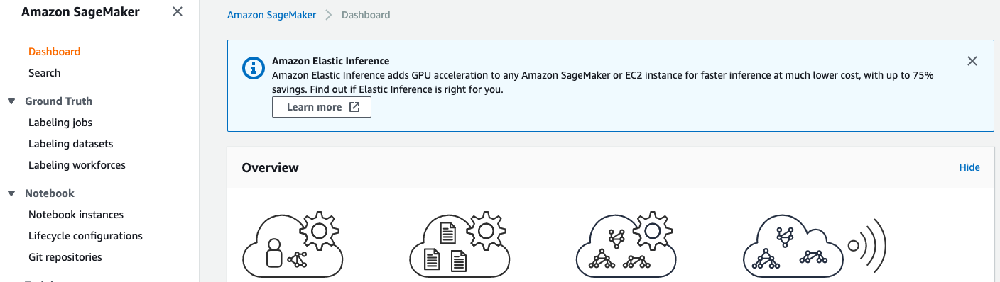 Amazon SageMaker
Dashboard
Search
Ground Truth
Labeling jobs
Labeling datasets
Labeling workforces
Notebook
Notebook instances
Lifecycle configurations
Git repositories
Amazon SageMaker > Dashboard
Amazon Elastic Inference
Amazon Elastic Inference adds GPU acceleration to any Amazon SageMaker or EC2 instance for faster inference at much lower cost, with up to 75%
savings. Find out if Elastic Inference is right for you.
Learn more
Overview
Hide